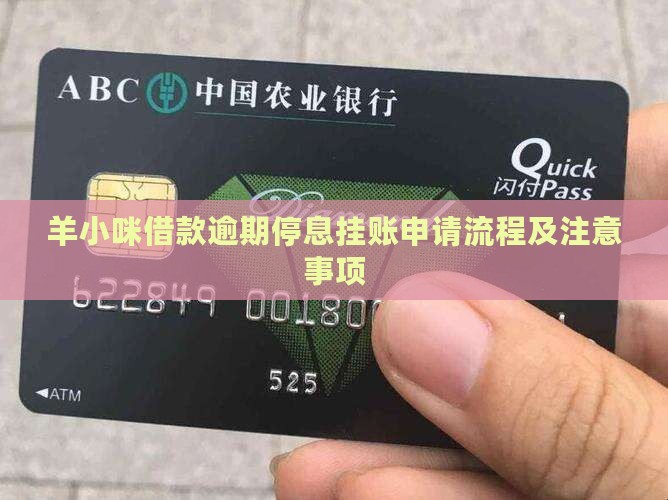 ABC 中国农业银行
Quick
闪付Pass
羊小咪借款逾期停息挂账申请流程及注意
事项
622849 00180
525
◄ATM